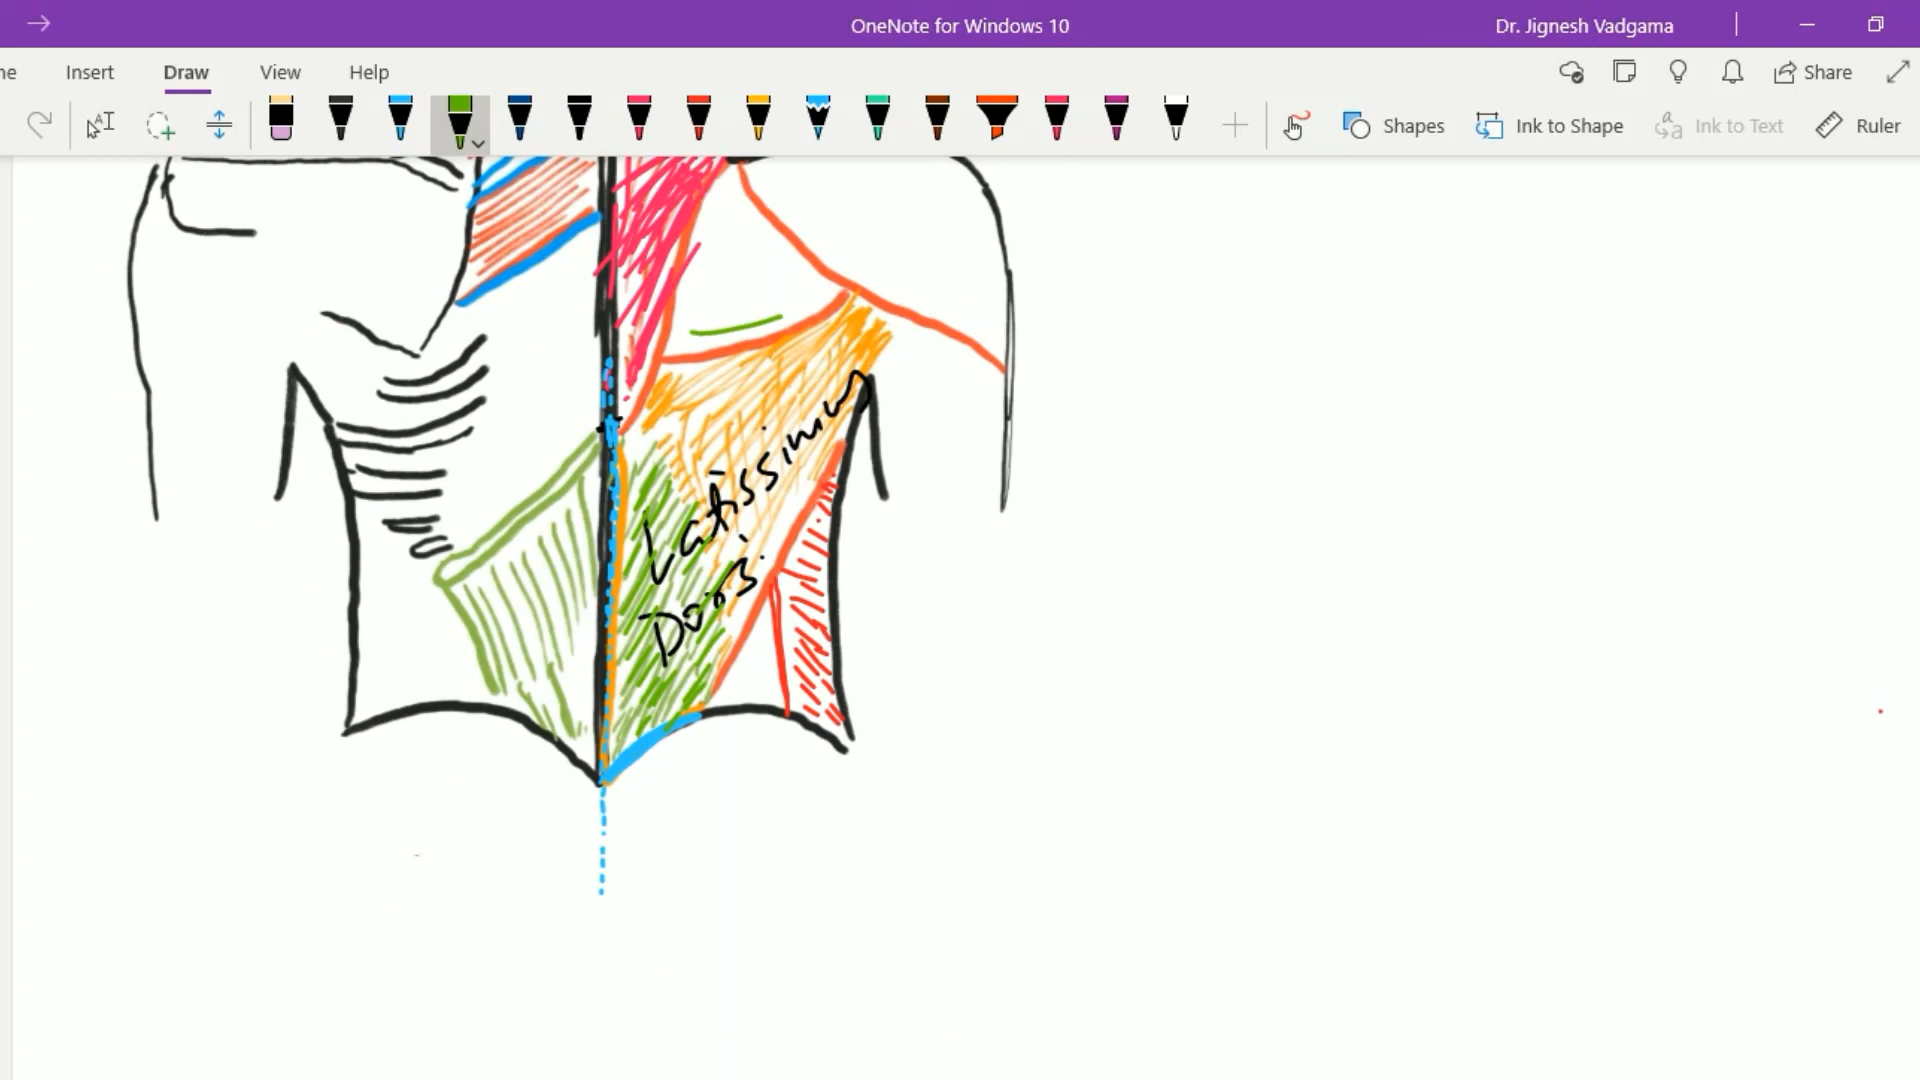 OneNote for Windows 10
Dr. Jignesh Vadgama
ne Insert Draw View Help
Share
Shapes Ink to Shape Ink to Text Ruler
Latissimus
Dorsi